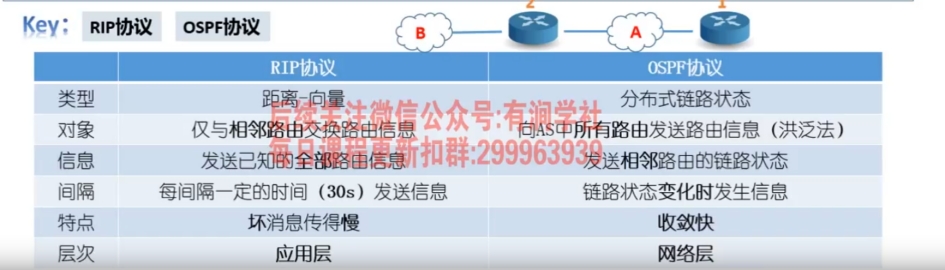 Key: RIP协议 OSPF协议
B 2 A 1
RIP协议 OSPF协议
类型 距离-向量 分布式链路状态
对象 仅与相邻路由交换路由信息 向AS中所有路由发送路由信息（洪泛法）
信息 发送已知的全部路由信息 发送相邻路由的链路状态
间隔 每间隔一定的时间（30s）发送信息 链路状态变化时发生信息
特点 坏消息传得慢 收敛快
层次 应用层 网络层
后续关注微信公众号:有润学社
每日课程更新扣群:299963939